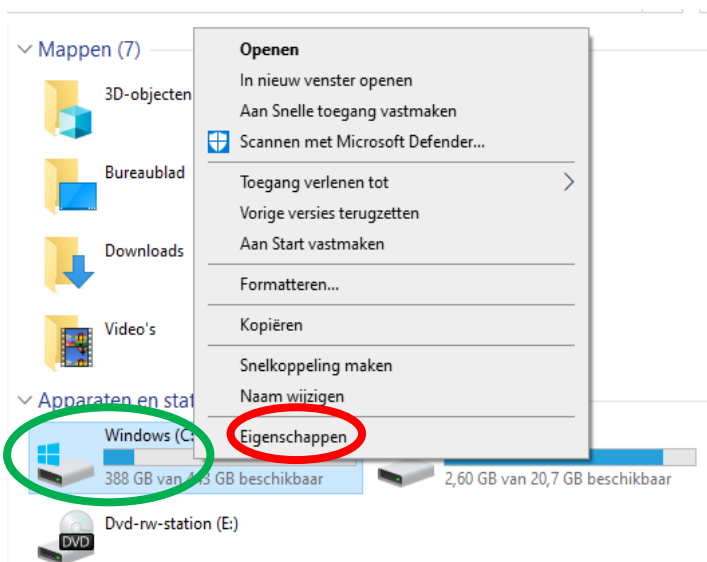 Mappen (7)
3D-objecten
Bureaublad
Downloads
Video's
Openen
In nieuw venster openen
Aan Snelle toegang vastmaken
Scannen met Microsoft Defender...
Toegang verlenen tot
Vorige versies terugzetten
Aan Start vastmaken
Formatteren...
Kopiëren
Snelkoppeling maken
Naam wijzigen
Eigenschappen
Apparaten en stat
Windows (C:
388 GB van 443 GB beschikbaar
2,60 GB van 20,7 GB beschikbaar
Dvd-rw-station (E:)
DVD